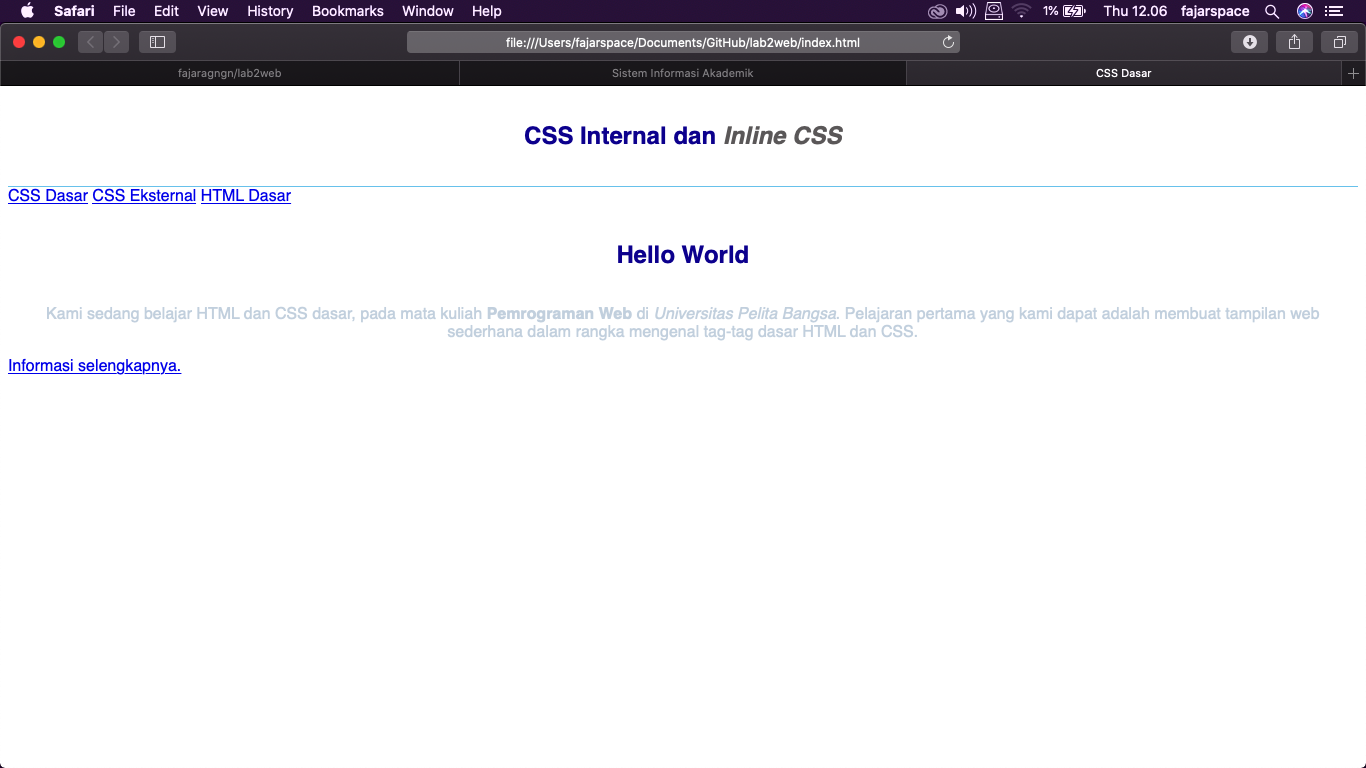 Safari File Edit View History Bookmarks Window Help 1% Thu 12.06 fajarspace
file:///Users/fajarspace/Documents/GitHub/lab2web/index.html
fajaragngn/lab2web Sistem Informasi Akademik CSS Dasar
CSS Internal dan Inline CSS
CSS Dasar CSS Eksternal HTML Dasar
Hello World
Kami sedang belajar HTML dan CSS dasar, pada mata kuliah Pemrograman Web di Universitas Pelita Bangsa. Pelajaran pertama yang kami dapat adalah membuat tampilan web
sederhana dalam rangka mengenal tag-tag dasar HTML dan CSS.
Informasi selengkapnya.